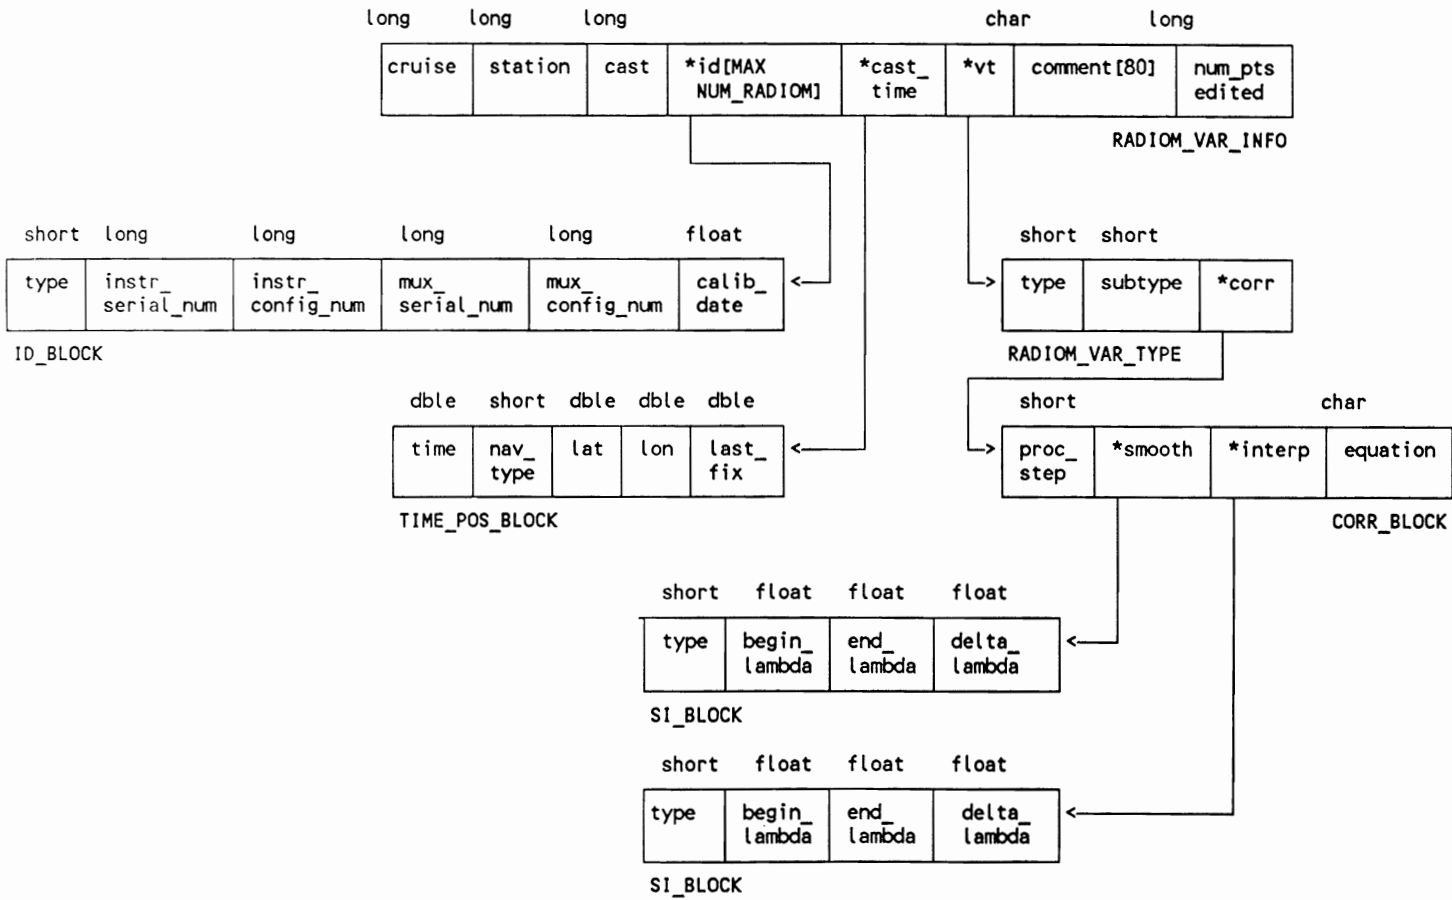 long long long char long
cruise station cast *id[MAX *cast_ *vt comment[80] num_pts
NUM_RADIOM] time edited
RADIOM_VAR_INFO
short long long long long float short short
type instr_ instr_ mux_ mux_ calib_ type subtype *corr
serial_num config_num serial_num config_num date
ID_BLOCK RADIOM_VAR_TYPE
dble short dble dble dble short char
time nav_ lat lon last_ proc_ *smooth *interp equation
type fix step
TIME_POS_BLOCK CORR_BLOCK
short float float float
type begin_ end_ delta_
lambda lambda lambda
SI_BLOCK
short float float float
type begin_ end_ delta_
lambda lambda lambda
SI_BLOCK